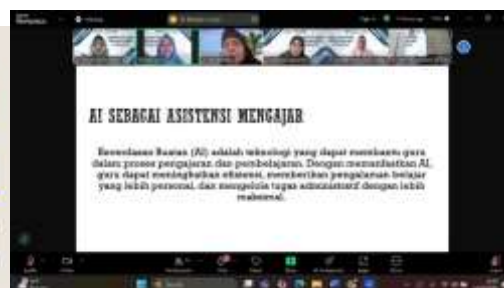 AI SEBAGAI ASISTENSI MENGAJAR
Kecerdasan Buatan (AI) adalah teknologi yang dapat membantu guru
dalam proses pengajaran dan pembelajaran. Dengan memanfaatkan AI,
guru dapat meningkatkan efisiensi, memberikan pengalaman belajar
yang lebih personal, dan mengelola tugas administratif dengan lebih
maksimal.